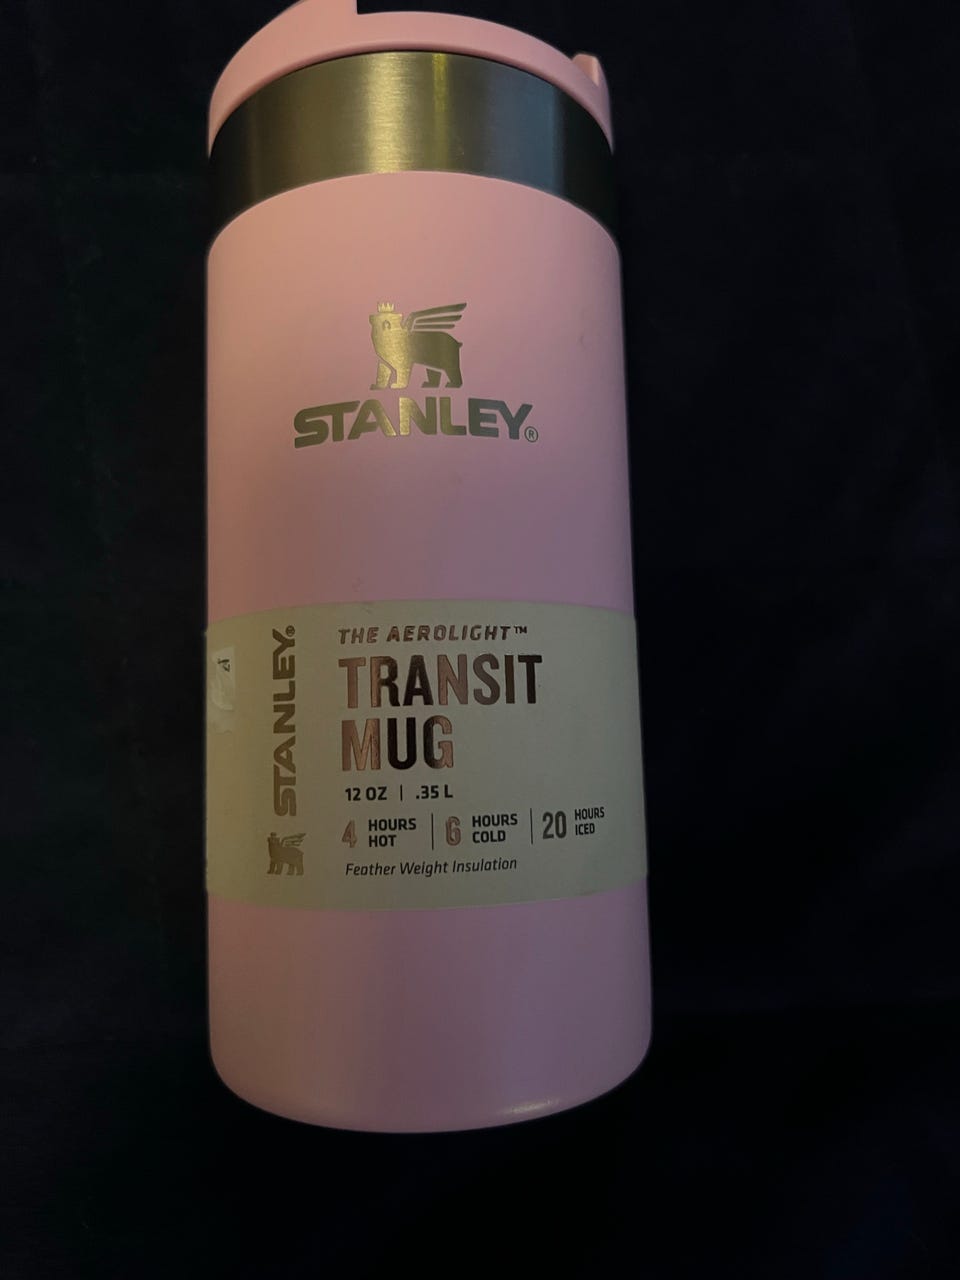 STANLEY®
STANLEY®
THE AEROLIGHT™
TRANSIT
MUG
12 OZ | .35 L
4 HOURS HOT | 6 HOURS COLD | 20 HOURS ICED
Feather Weight Insulation